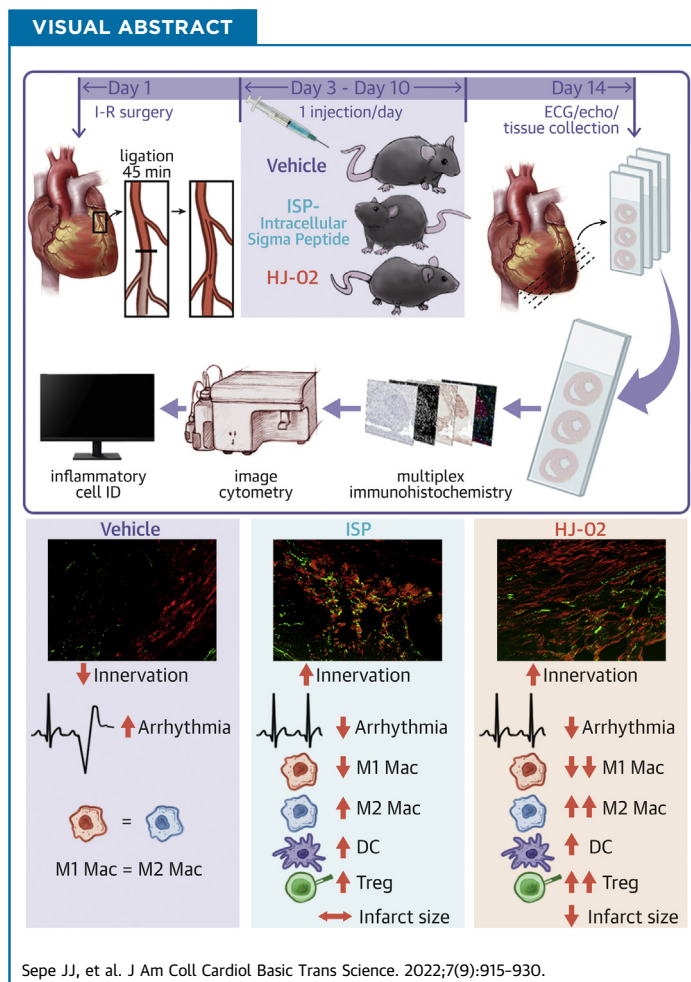 VISUAL ABSTRACT
Day 1
Day 3 - Day 10
Day 14
I-R surgery
1 injection/day
ECG/echo/
tissue collection
ligation
45 min
Vehicle
ISP-
Intracellular
Sigma Peptide
HJ-02
inflammatory
cell ID
image
cytometry
multiplex
immunohistochemistry
Vehicle
Innervation
Arrhythmia
=
M1 Mac = M2 Mac
ISP
Innervation
Arrhythmia
M1 Mac
M2 Mac
DC
Treg
Infarct size
HJ-02
Innervation
Arrhythmia
M1 Mac
M2 Mac
DC
Treg
Infarct size
Sepe JJ, et al. J Am Coll Cardiol Basic Trans Science. 2022;7(9):915-930.